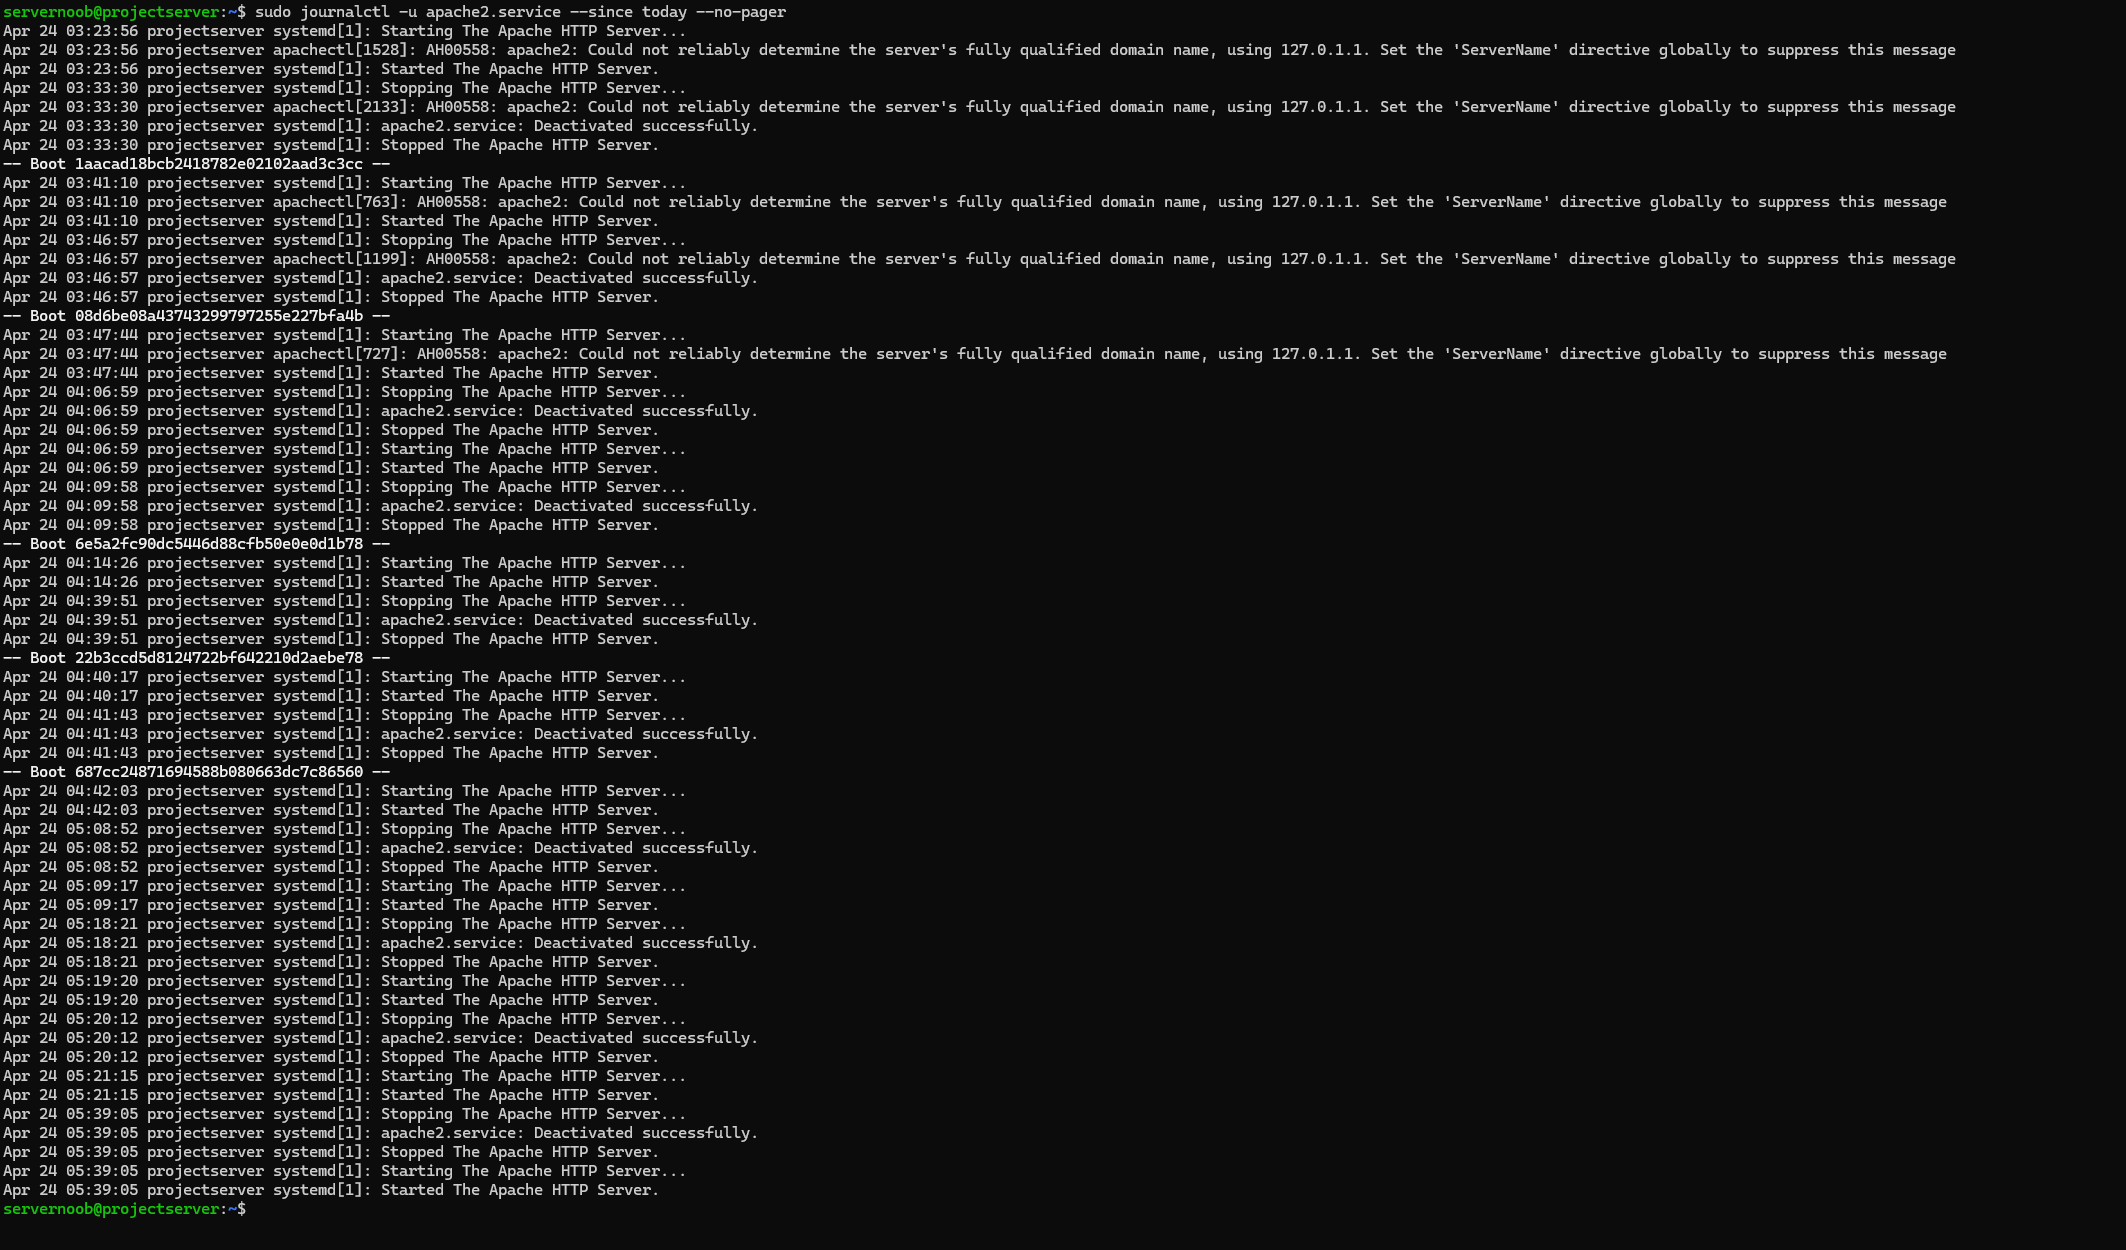 servernoob@projectserver:~$ sudo journalctl -u apache2.service --since today --no-pager
Apr 24 03:23:56 projectserver systemd[1]: Starting The Apache HTTP Server...
Apr 24 03:23:56 projectserver apachectl[1528]: AH00558: apache2: Could not reliably determine the server's fully qualified domain name, using 127.0.1.1. Set the 'ServerName' directive globally to suppress this message
Apr 24 03:23:56 projectserver systemd[1]: Started The Apache HTTP Server.
Apr 24 03:33:30 projectserver systemd[1]: Stopping The Apache HTTP Server...
Apr 24 03:33:30 projectserver apachectl[2133]: AH00558: apache2: Could not reliably determine the server's fully qualified domain name, using 127.0.1.1. Set the 'ServerName' directive globally to suppress this message
Apr 24 03:33:30 projectserver systemd[1]: apache2.service: Deactivated successfully.
Apr 24 03:33:30 projectserver systemd[1]: Stopped The Apache HTTP Server.
-- Boot 1aacad18bcb2418782e02102aad3c3cc --
Apr 24 03:41:10 projectserver systemd[1]: Starting The Apache HTTP Server...
Apr 24 03:41:10 projectserver apachectl[763]: AH00558: apache2: Could not reliably determine the server's fully qualified domain name, using 127.0.1.1. Set the 'ServerName' directive globally to suppress this message
Apr 24 03:41:10 projectserver systemd[1]: Started The Apache HTTP Server.
Apr 24 03:46:57 projectserver systemd[1]: Stopping The Apache HTTP Server...
Apr 24 03:46:57 projectserver apachectl[1199]: AH00558: apache2: Could not reliably determine the server's fully qualified domain name, using 127.0.1.1. Set the 'ServerName' directive globally to suppress this message
Apr 24 03:46:57 projectserver systemd[1]: apache2.service: Deactivated successfully.
Apr 24 03:46:57 projectserver systemd[1]: Stopped The Apache HTTP Server.
-- Boot 08d6be08a43743299797255e227bfa4b --
Apr 24 03:47:44 projectserver systemd[1]: Starting The Apache HTTP Server...
Apr 24 03:47:44 projectserver apachectl[727]: AH00558: apache2: Could not reliably determine the server's fully qualified domain name, using 127.0.1.1. Set the 'ServerName' directive globally to suppress this message
Apr 24 03:47:44 projectserver systemd[1]: Started The Apache HTTP Server.
Apr 24 04:06:59 projectserver systemd[1]: Stopping The Apache HTTP Server...
Apr 24 04:06:59 projectserver systemd[1]: apache2.service: Deactivated successfully.
Apr 24 04:06:59 projectserver systemd[1]: Stopped The Apache HTTP Server.
Apr 24 04:06:59 projectserver systemd[1]: Starting The Apache HTTP Server...
Apr 24 04:06:59 projectserver systemd[1]: Started The Apache HTTP Server.
Apr 24 04:09:58 projectserver systemd[1]: Stopping The Apache HTTP Server...
Apr 24 04:09:58 projectserver systemd[1]: apache2.service: Deactivated successfully.
Apr 24 04:09:58 projectserver systemd[1]: Stopped The Apache HTTP Server.
-- Boot 6e5a2fc90dc5446d88cfb50e0e0d1b78 --
Apr 24 04:14:26 projectserver systemd[1]: Starting The Apache HTTP Server...
Apr 24 04:14:26 projectserver systemd[1]: Started The Apache HTTP Server.
Apr 24 04:39:51 projectserver systemd[1]: Stopping The Apache HTTP Server...
Apr 24 04:39:51 projectserver systemd[1]: apache2.service: Deactivated successfully.
Apr 24 04:39:51 projectserver systemd[1]: Stopped The Apache HTTP Server.
-- Boot 22b3ccd5d8124722bf642210d2aebe78 --
Apr 24 04:40:17 projectserver systemd[1]: Starting The Apache HTTP Server...
Apr 24 04:40:17 projectserver systemd[1]: Started The Apache HTTP Server.
Apr 24 04:41:43 projectserver systemd[1]: Stopping The Apache HTTP Server...
Apr 24 04:41:43 projectserver systemd[1]: apache2.service: Deactivated successfully.
Apr 24 04:41:43 projectserver systemd[1]: Stopped The Apache HTTP Server.
-- Boot 687cc24871694588b080663dc7c86560 --
Apr 24 04:42:03 projectserver systemd[1]: Starting The Apache HTTP Server...
Apr 24 04:42:03 projectserver systemd[1]: Started The Apache HTTP Server.
Apr 24 05:08:52 projectserver systemd[1]: Stopping The Apache HTTP Server...
Apr 24 05:08:52 projectserver systemd[1]: apache2.service: Deactivated successfully.
Apr 24 05:08:52 projectserver systemd[1]: Stopped The Apache HTTP Server.
Apr 24 05:09:17 projectserver systemd[1]: Starting The Apache HTTP Server...
Apr 24 05:09:17 projectserver systemd[1]: Started The Apache HTTP Server.
Apr 24 05:18:21 projectserver systemd[1]: Stopping The Apache HTTP Server...
Apr 24 05:18:21 projectserver systemd[1]: apache2.service: Deactivated successfully.
Apr 24 05:18:21 projectserver systemd[1]: Stopped The Apache HTTP Server.
Apr 24 05:19:20 projectserver systemd[1]: Starting The Apache HTTP Server...
Apr 24 05:19:20 projectserver systemd[1]: Started The Apache HTTP Server.
Apr 24 05:20:12 projectserver systemd[1]: Stopping The Apache HTTP Server...
Apr 24 05:20:12 projectserver systemd[1]: apache2.service: Deactivated successfully.
Apr 24 05:20:12 projectserver systemd[1]: Stopped The Apache HTTP Server.
Apr 24 05:21:15 projectserver systemd[1]: Starting The Apache HTTP Server...
Apr 24 05:21:15 projectserver systemd[1]: Started The Apache HTTP Server.
Apr 24 05:39:05 projectserver systemd[1]: Stopping The Apache HTTP Server...
Apr 24 05:39:05 projectserver systemd[1]: apache2.service: Deactivated successfully.
Apr 24 05:39:05 projectserver systemd[1]: Stopped The Apache HTTP Server.
Apr 24 05:39:05 projectserver systemd[1]: Starting The Apache HTTP Server...
Apr 24 05:39:05 projectserver systemd[1]: Started The Apache HTTP Server.
servernoob@projectserver:~$